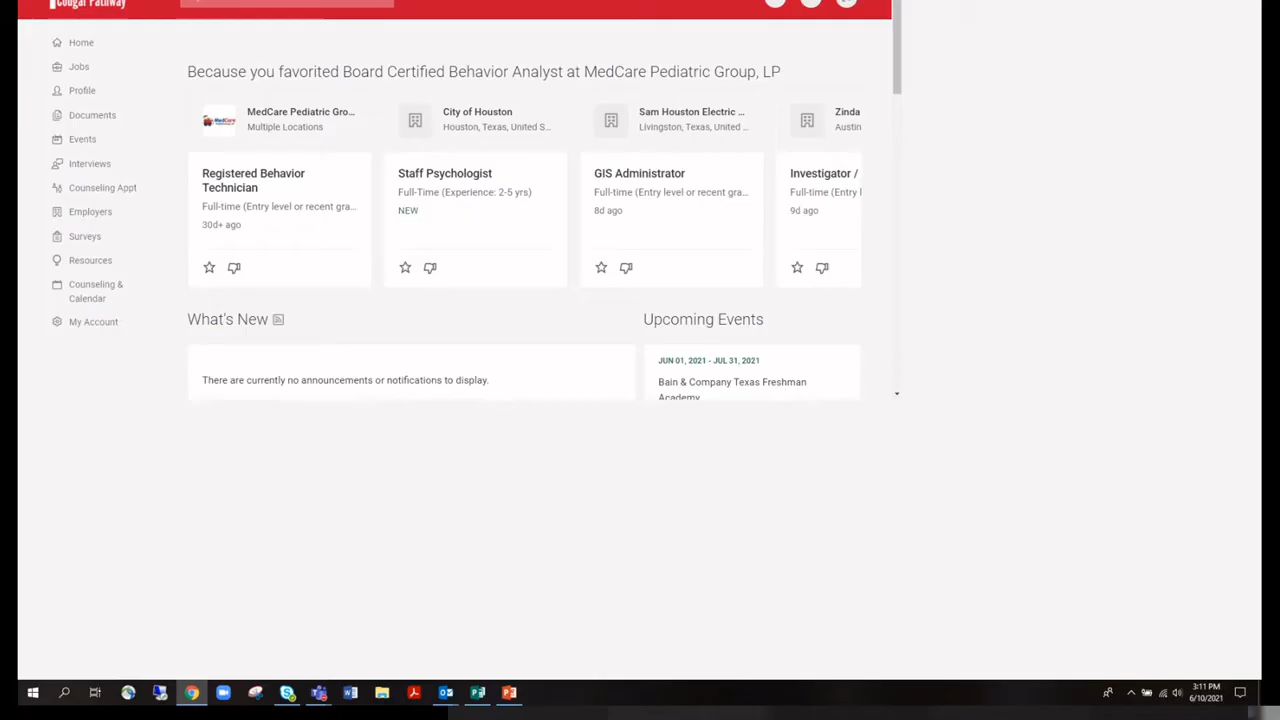 Cougar Pathway
Home
Jobs
Profile
Documents
Events
Interviews
Counseling Appt
Employers
Surveys
Resources
Counseling &
Calendar
My Account
Because you favorited Board Certified Behavior Analyst at MedCare Pediatric Group, LP
MedCare Pediatric Gro...
Multiple Locations
Registered Behavior
Technician
Full-time (Entry level or recent gra...
30d+ ago
City of Houston
Houston, Texas, United S...
Staff Psychologist
Full-Time (Experience: 2-5 yrs)
NEW
Sam Houston Electric ...
Livingston, Texas, United ...
GIS Administrator
Full-time (Entry level or recent gra...
8d ago
Zinda
Austin
Investigator /
Full-time (Entry l
9d ago
What's New
There are currently no announcements or notifications to display.
Upcoming Events
JUN 01, 2021 - JUL 31, 2021
Bain & Company Texas Freshman
Academy
3:11 PM
6/10/2021